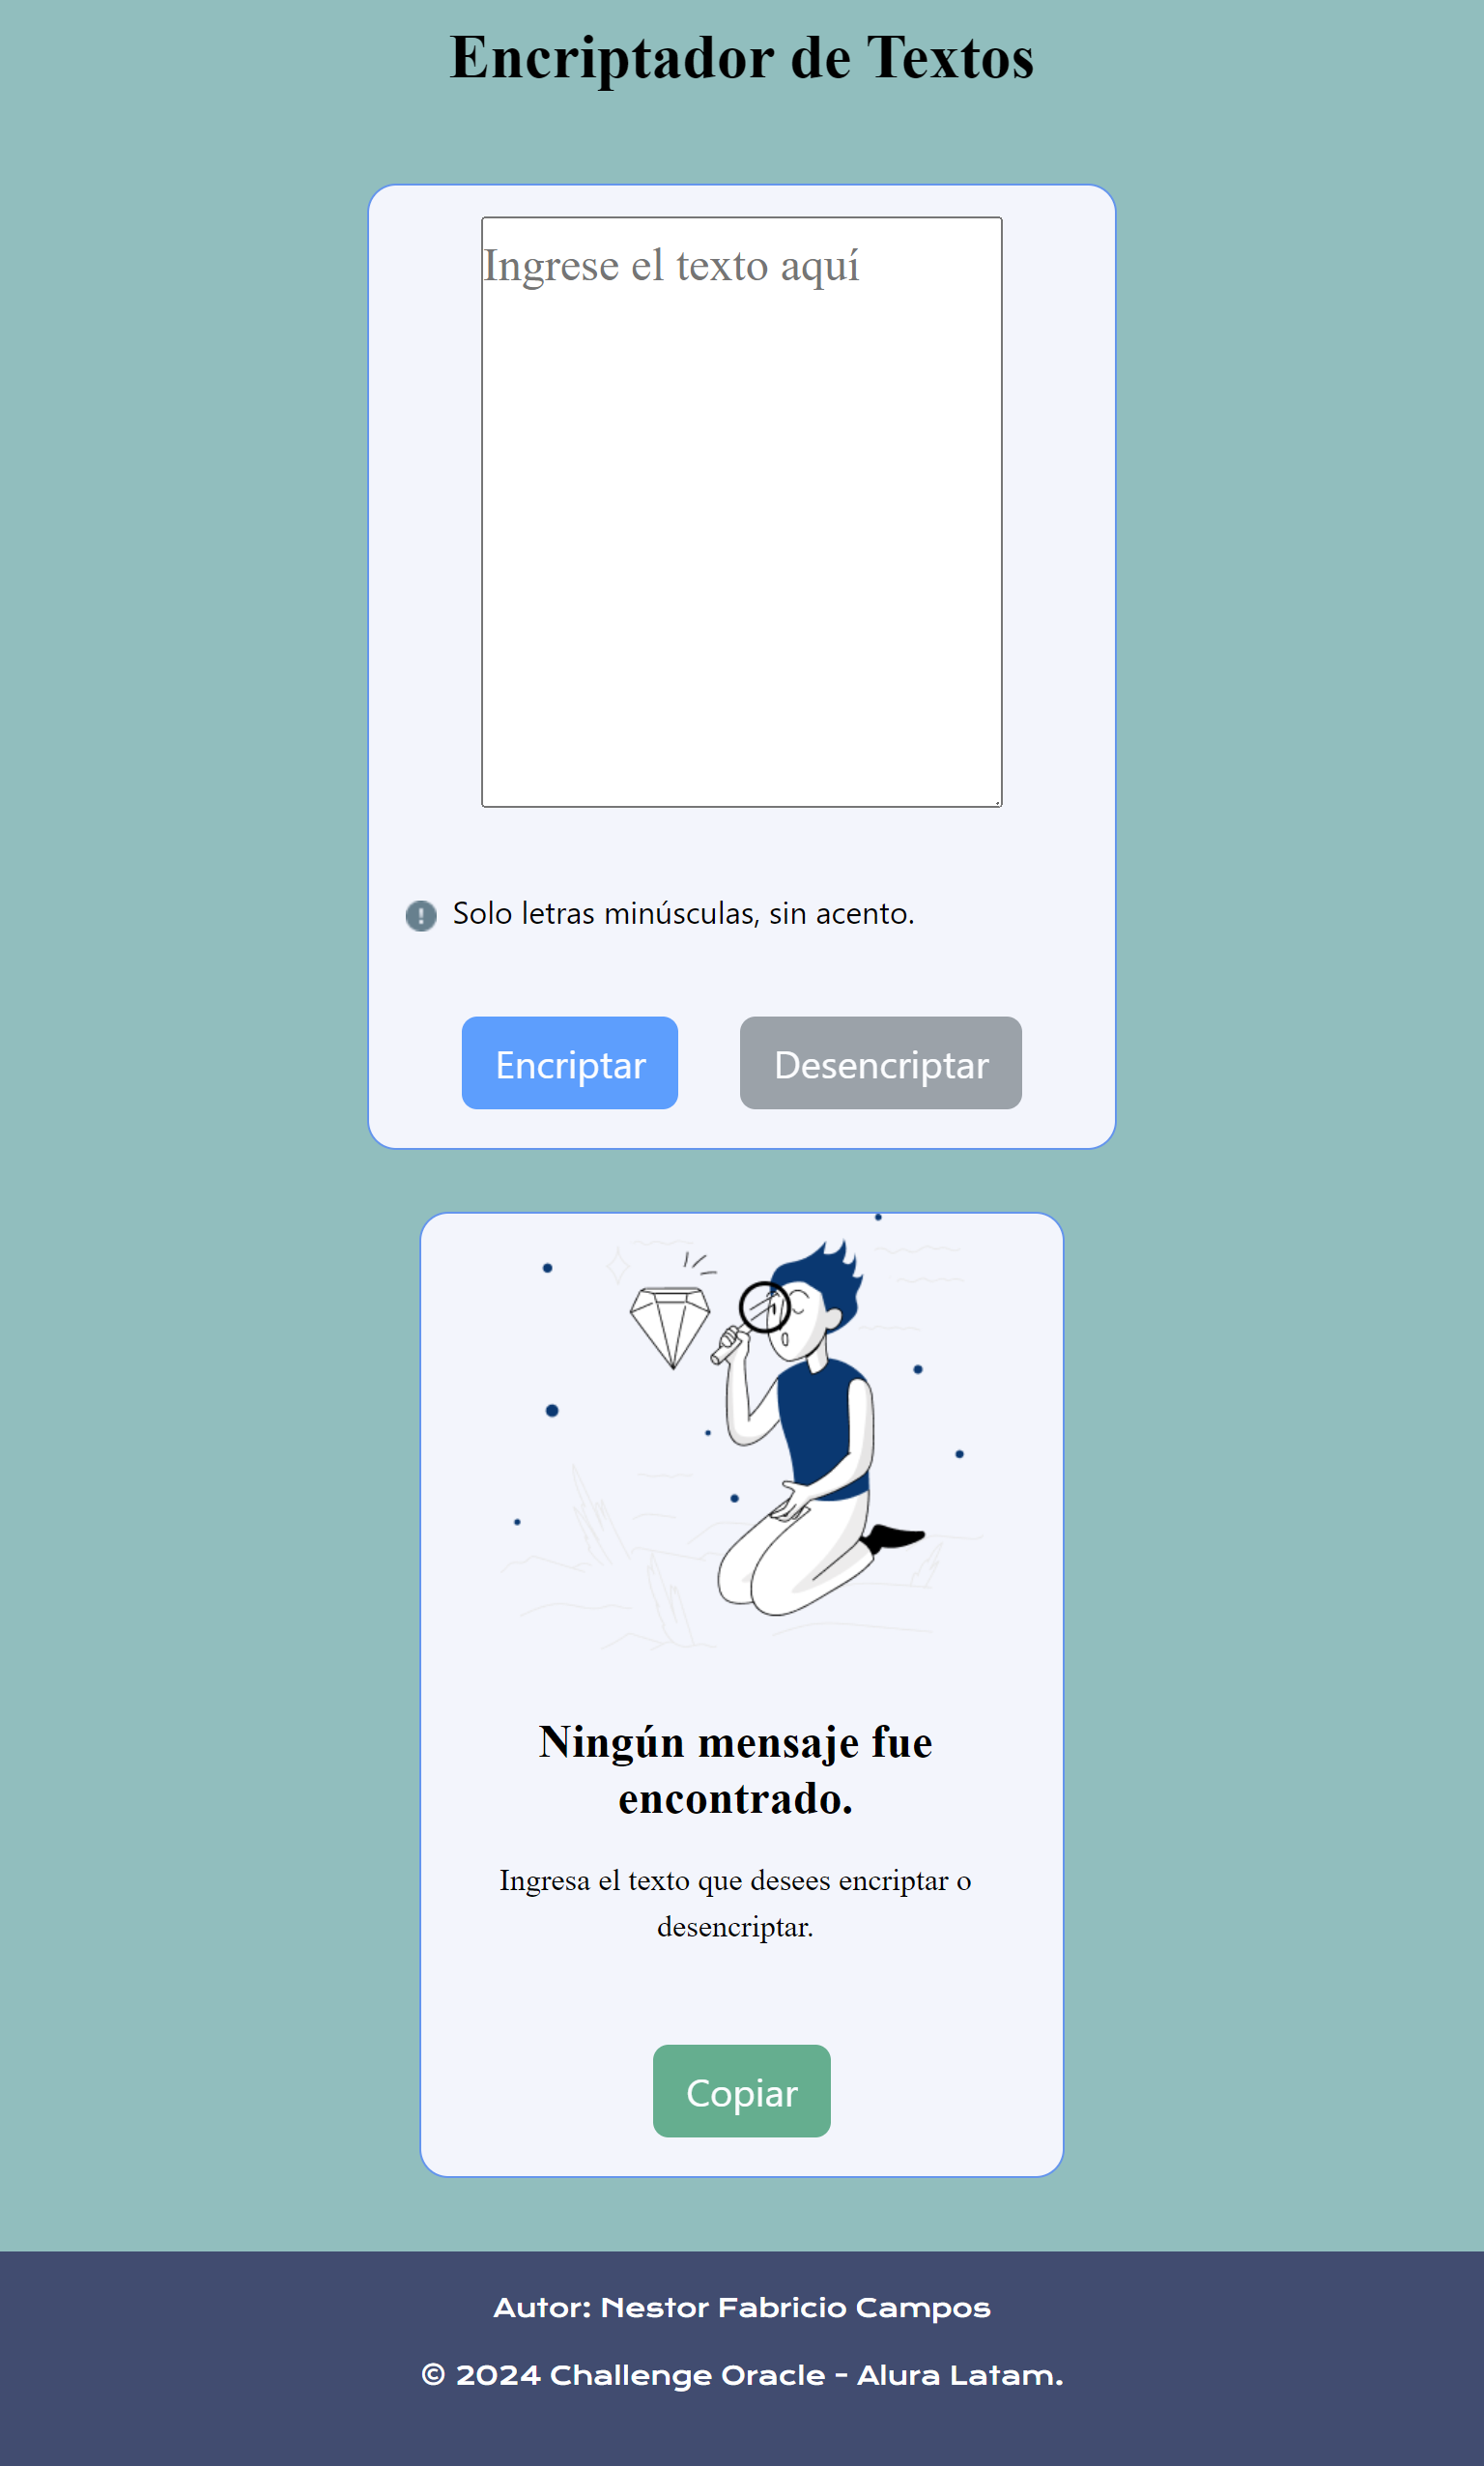 Encriptador de Textos
Ingrese el texto aquí
Solo letras minúsculas, sin acento.
Encriptar
Desencriptar
Ningún mensaje fue
encontrado.
Ingresa el texto que desees encriptar o
desencriptar.
Copiar
Autor: Nestor Fabricio Campos
© 2024 Challenge Oracle - Alura Latam.